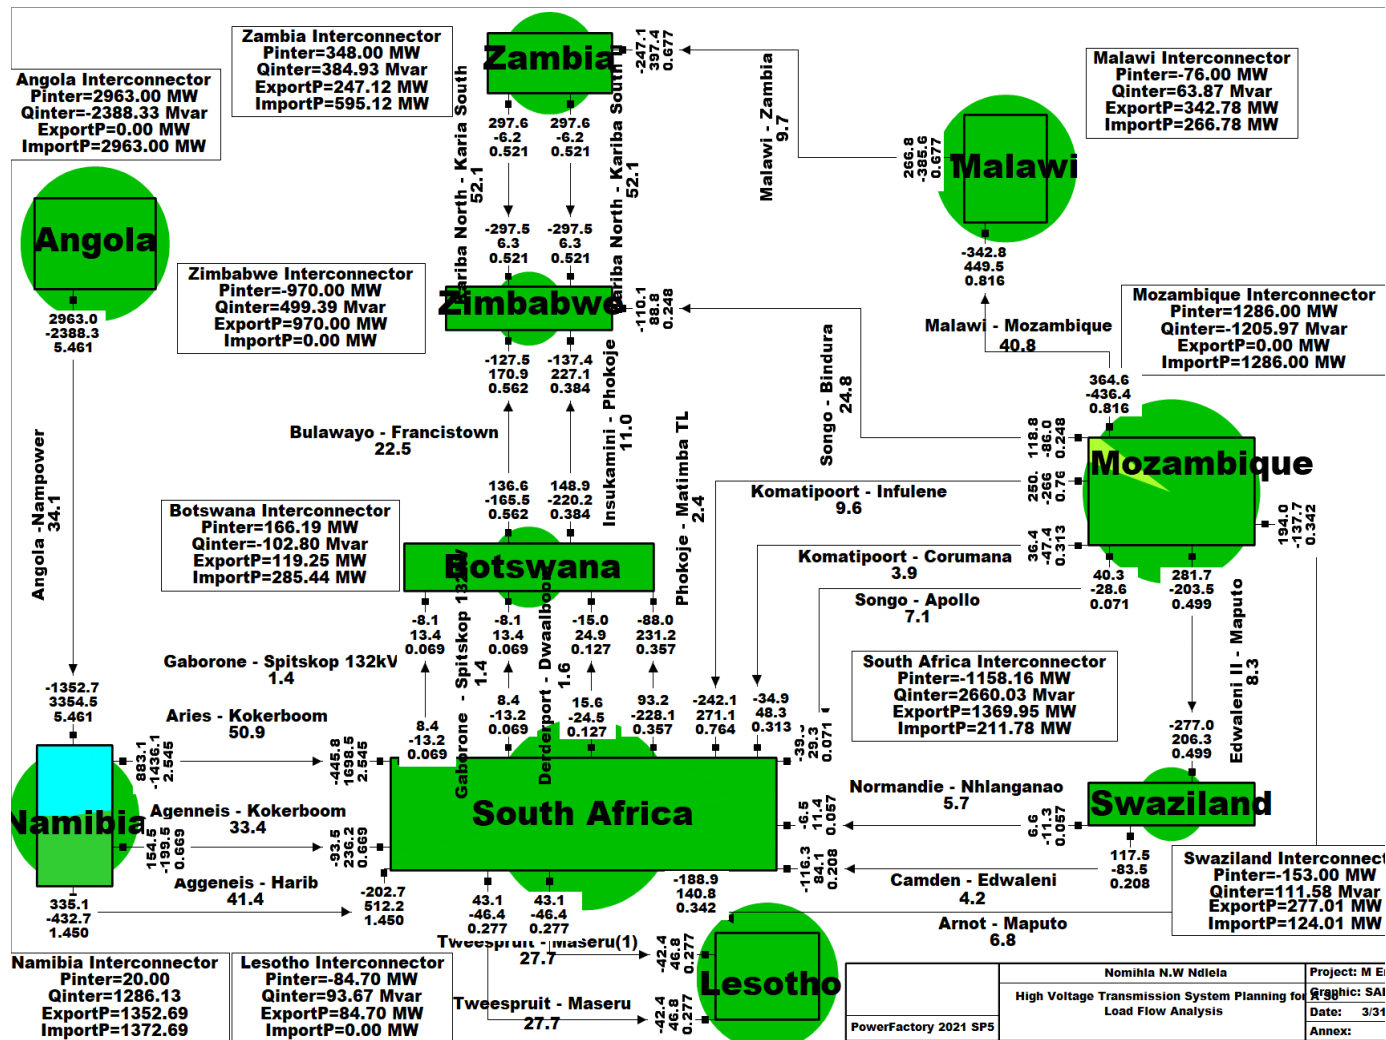 Zambia Interconnector
Pinter=348.00 MW
Qinter=384.93 Mvar
ExportP=247.12 MW
ImportP=595.12 MW
Angola Interconnector
Pinter=2963.00 MW
Qinter=-2388.33 Mvar
ExportP=0.00 MW
ImportP=2963.00 MW
Zambia
-247.1
397.4
0.677
Malawi - Zambia
9.7
Malawi Interconnector
Pinter=-76.00 MW
Qinter=63.87 Mvar
ExportP=342.78 MW
ImportP=266.78 MW
266.8
-385.6
0.677
Malawi
-342.8
449.5
0.816
297.6
-6.2
0.521
297.6
-6.2
0.521
Kariba North - Karia South
52.1
Kariba North - Kariba South
52.1
-297.5
6.3
0.521
-297.5
6.3
0.521
Angola
2963.0
-2388.3
5.461
Angola -Nampower
34.1
Zimbabwe Interconnector
Pinter=-970.00 MW
Qinter=499.39 Mvar
ExportP=970.00 MW
ImportP=0.00 MW
Zimbabwe
-110.1
88.8
0.248
Songo - Bindura
24.8
Malawi - Mozambique
40.8
Mozambique Interconnector
Pinter=1286.00 MW
Qinter=-1205.97 Mvar
ExportP=0.00 MW
ImportP=1286.00 MW
-127.5
170.9
0.562
-137.4
227.1
0.384
Insukamini - Phokoje
11.0
Bulawayo - Francistown
22.5
136.6
-165.5
0.562
148.9
-220.2
0.384
364.6
-436.4
0.816
118.8
-86.0
0.248
Mozambique
250.
-266
0.76
Komatipoort - Infulene
9.6
194.0
-137.7
0.342
36.4
-47.4
0.313
Komatipoort - Corumana
3.9
40.3
-28.6
0.071
281.7
-203.5
0.499
Songo - Apollo
7.1
Edwaleni II - Maputo
8.3
Botswana Interconnector
Pinter=166.19 MW
Qinter=-102.80 Mvar
ExportP=119.25 MW
ImportP=285.44 MW
Botswana
Phokoje - Matimba TL
2.4
-8.1
13.4
0.069
-8.1
13.4
0.069
-15.0
24.9
0.127
-88.0
231.2
0.357
Gaborone - Spitskop 132kV
1.4
Gaborone - Spitskop 132kV
1.4
Derderport - Dwaalboom
1.6
8.4
-13.2
0.069
8.4
-13.2
0.069
15.6
-24.5
0.127
93.2
-228.1
0.357
-242.1
271.1
0.764
-34.9
48.3
0.313
29.3
0.071
South Africa Interconnector
Pinter=-1158.16 MW
Qinter=2660.03 Mvar
ExportP=1369.95 MW
ImportP=211.78 MW
-277.0
206.3
0.499
-1352.7
3354.5
5.461
Aries - Kokerboom
50.9
883.1
-1436.1
2.545
-445.8
1698.5
2.545
Namibia
Agenneis - Kokerboom
33.4
154.5
-199.5
0.669
-93.5
236.2
0.669
Aggeneis - Harib
41.4
335.1
-432.7
1.450
-202.7
512.2
1.450
South Africa
Normandie - Nhlanganao
5.7
-6.5
11.4
0.057
6.6
-11.3
0.057
Swaziland
-116.3
84.1
0.208
Camden - Edwaleni
4.2
117.5
-83.5
0.208
Swaziland Interconnect
Pinter=-153.00 MW
Qinter=111.58 Mvar
ExportP=277.01 MW
ImportP=124.01 MW
43.1
-46.4
0.277
43.1
-46.4
0.277
-188.9
140.8
0.342
Arnot - Maputo
6.8
Tweespruit - Maseru(1)
27.7
-42.4
46.8
0.277
Tweespruit - Maseru
27.7
-42.4
46.8
0.277
Lesotho
Namibia Interconnector
Pinter=20.00
Qinter=1286.13
ExportP=1352.69
ImportP=1372.69
Lesotho Interconnector
Pinter=-84.70 MW
Qinter=93.67 Mvar
ExportP=84.70 MW
ImportP=0.00 MW
PowerFactory 2021 SP5
Nomihla N.W Ndlela
High Voltage Transmission System Planning for
Load Flow Analysis
Project: M
Graphic:
Date: 3/31
Annex: